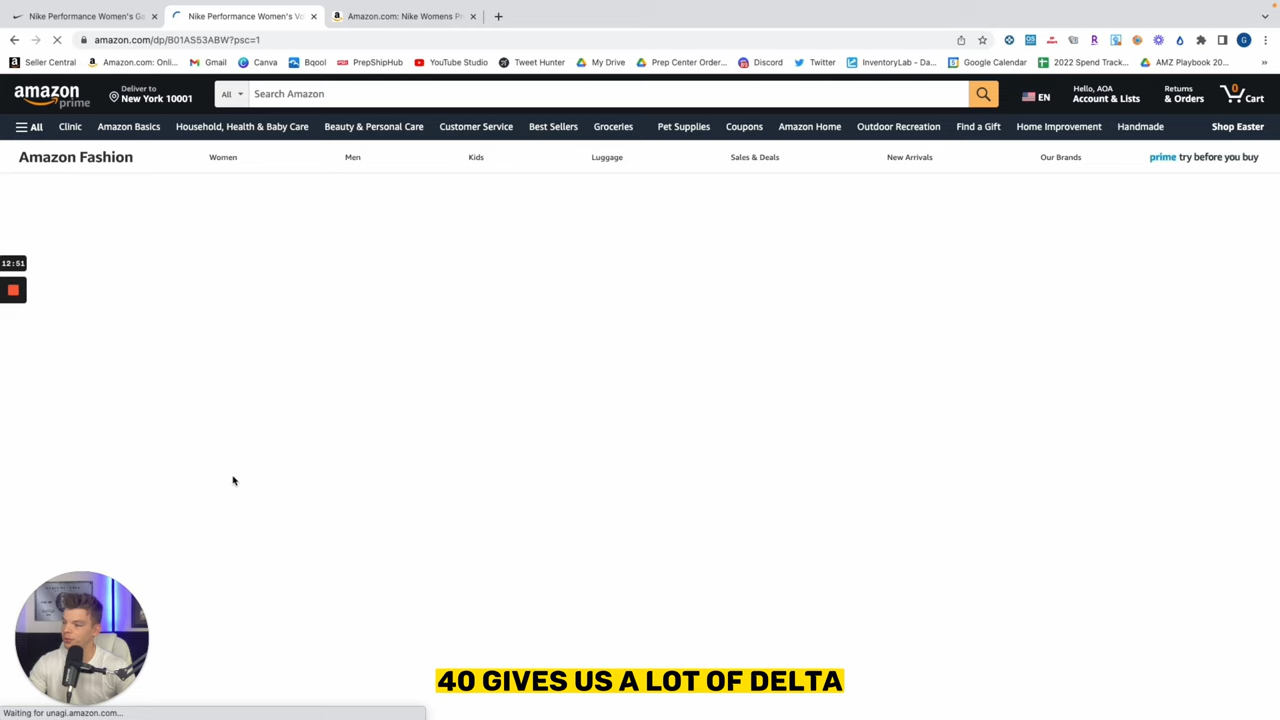 Nike Performance Women's Ga
Nike Performance Women's Vo
Amazon.com: Nike Womens Pr
amazon.com/dp/B01AS53ABW?psc=1
Seller Central
Amazon.com: Onli...
Gmail
Canva
Bqool
PrepShipHub
YouTube Studio
Tweet Hunter
My Drive
Prep Center Order...
Discord
Twitter
InventoryLab - Da...
Google Calendar
2022 Spend Track...
AMZ Playbook 20...
amazon prime
Deliver to
New York 10001
All
Search Amazon
EN
Hello, AOA
Account & Lists
Returns
& Orders
0
Cart
All
Clinic
Amazon Basics
Household, Health & Baby Care
Beauty & Personal Care
Customer Service
Best Sellers
Groceries
Pet Supplies
Coupons
Amazon Home
Outdoor Recreation
Find a Gift
Home Improvement
Handmade
Shop Easter
Amazon Fashion
Women
Men
Kids
Luggage
Sales & Deals
New Arrivals
Our Brands
prime try before you buy
12:51
40 GIVES US A LOT OF DELTA
Waiting for unagi.amazon.com...